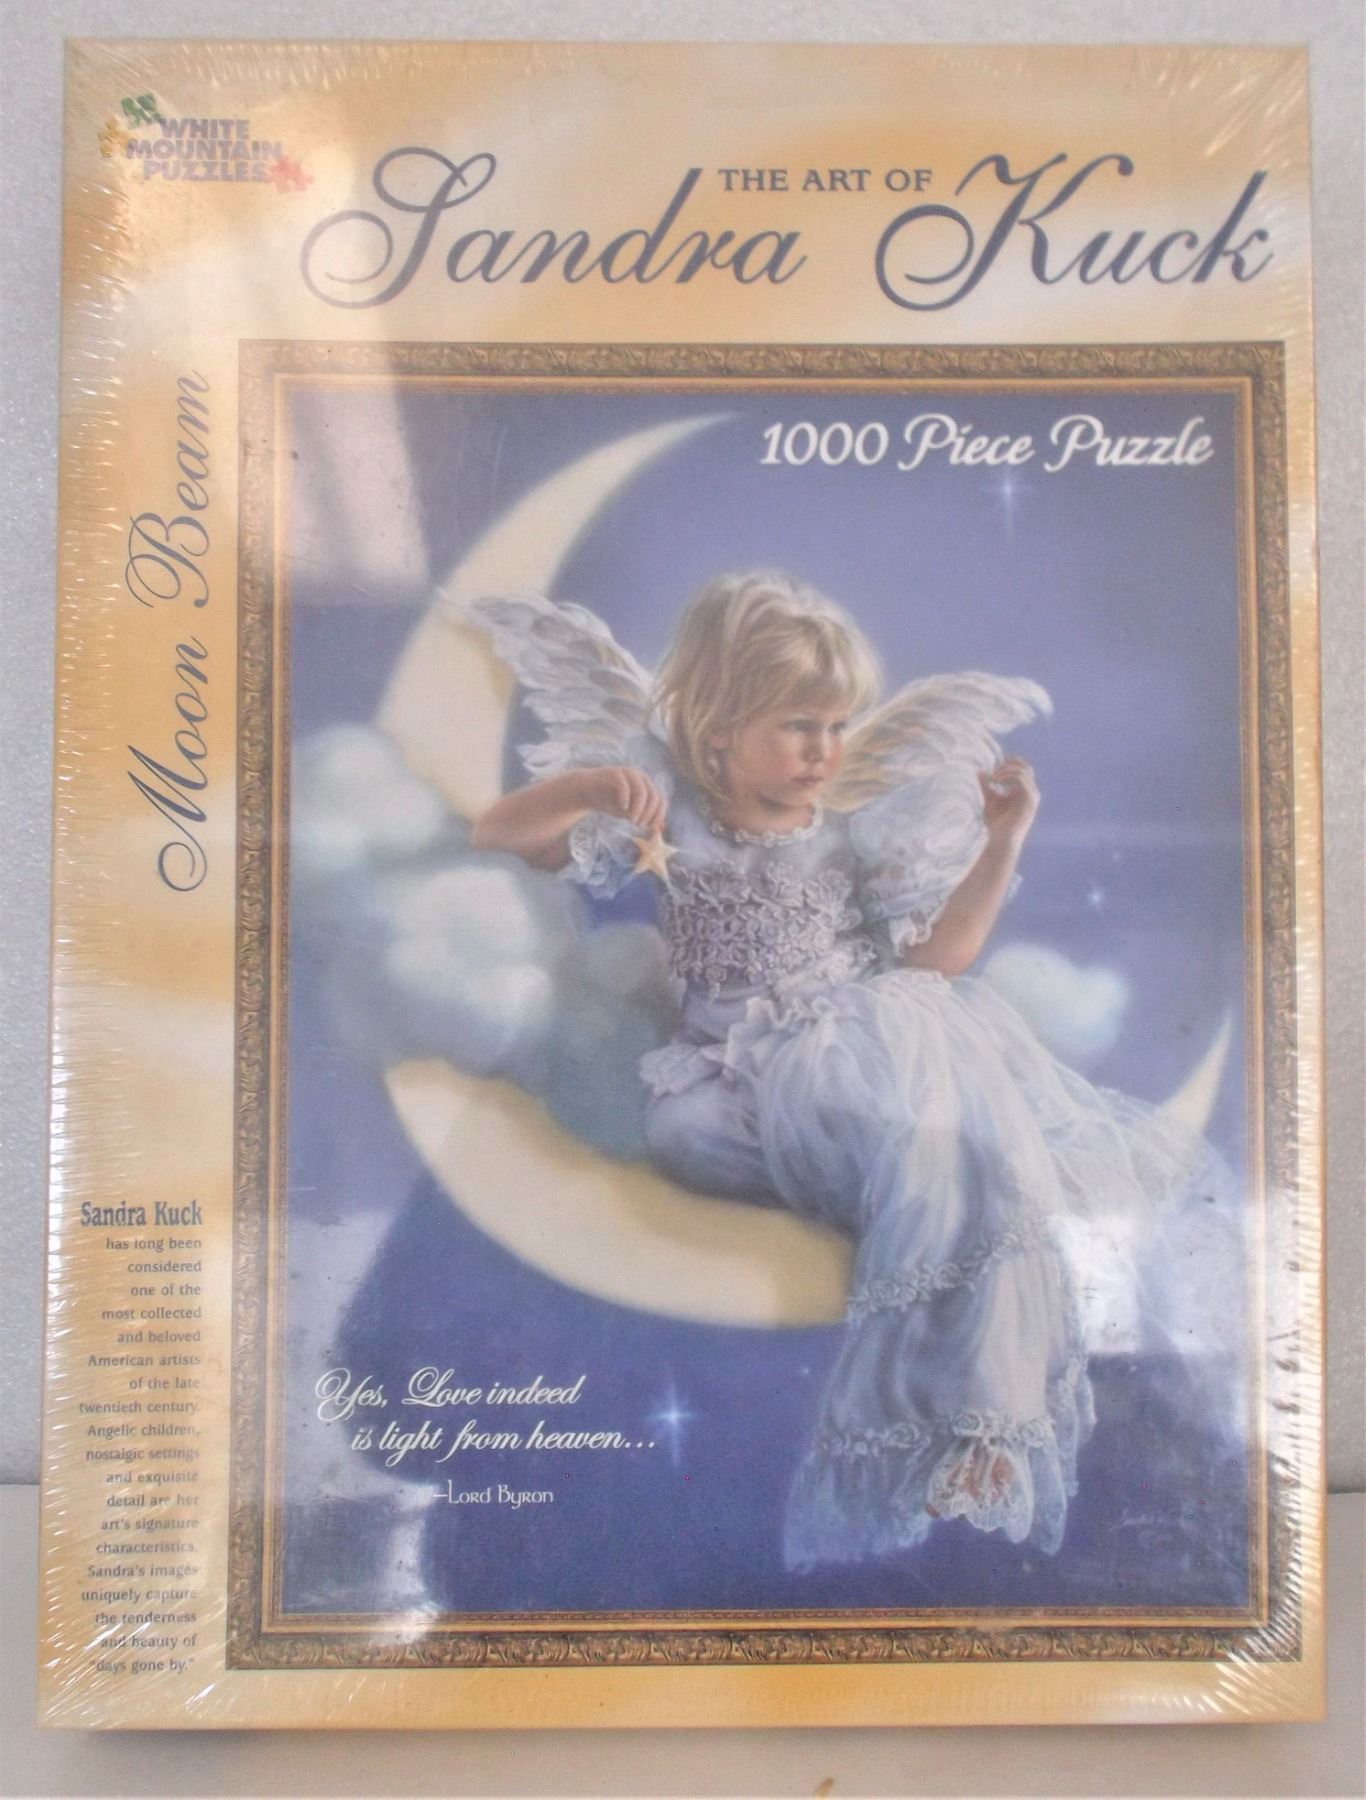 WHITE
MOUNTAIN
PUZZLES
THE ART OF
Sandra Kuck
Moon Beam
1000 Piece Puzzle
Sandra Kuck
has long been
considered
one of the
most collected
and beloved
American artists
of the late
twentieth century.
Angelic children,
nostalgic settings
and exquisite
detail are her
art's signature
characteristics.
Sandra's images
uniquely capture
the tenderness
and beauty of
"days gone by."
Yes, Love indeed
is light from heaven...
–Lord Byron